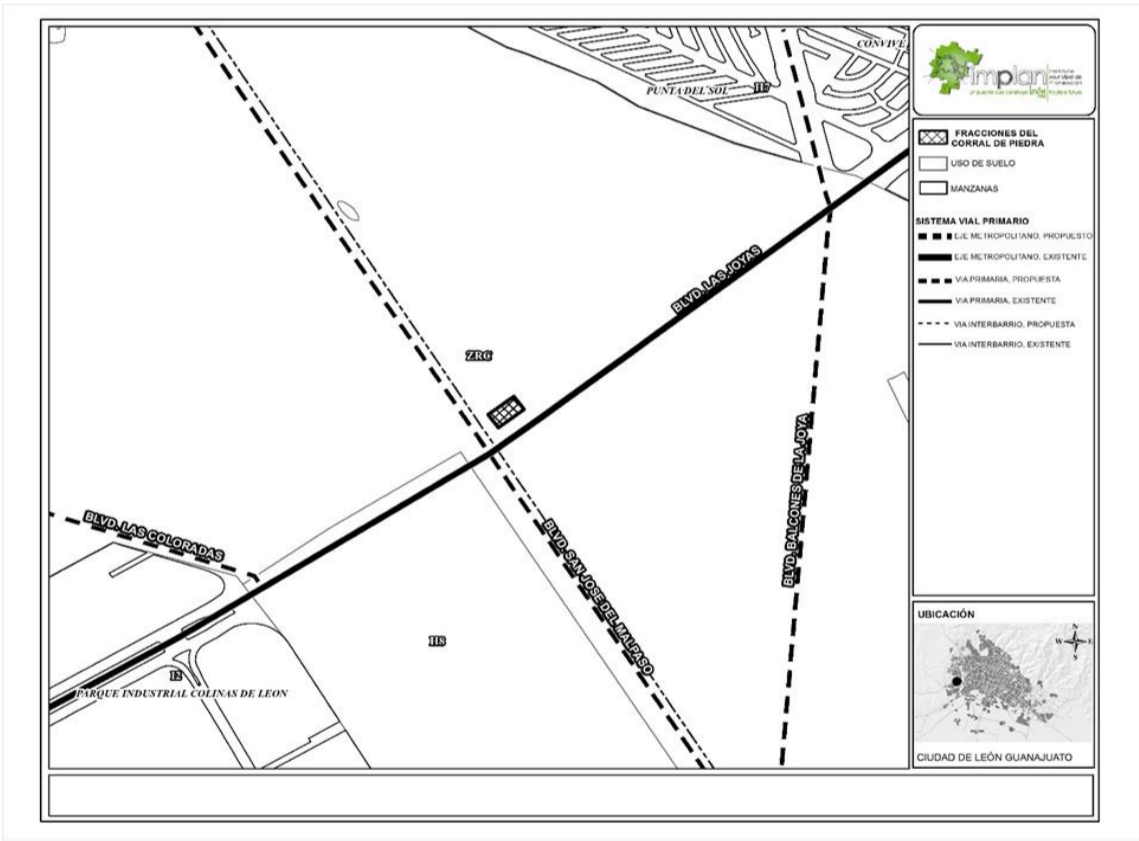 CONVIVE
PUNTA DEL SOL
H7
BLVD. LAS JOYAS
ZRC
BLVD. BALCONES DE LA JOYA
BLVD. LAS COLORADAS
BLVD. SAN JOSE DEL MALPASO
H8
I2
PARQUE INDUSTRIAL COLINAS DE LEON
implan
FRACCIONES DEL
CORRAL DE PIEDRA
USO DE SUELO
MANZANAS
SISTEMA VIAL PRIMARIO
EJE METROPOLITANO, PROPUESTO
EJE METROPOLITANO, EXISTENTE
VIA PRIMARIA, PROPUESTA
VIA PRIMARIA, EXISTENTE
VIA INTERBARRIO, PROPUESTA
VIA INTERBARRIO, EXISTENTE
UBICACIÓN
N
W E
S
CIUDAD DE LEÓN GUANAJUATO